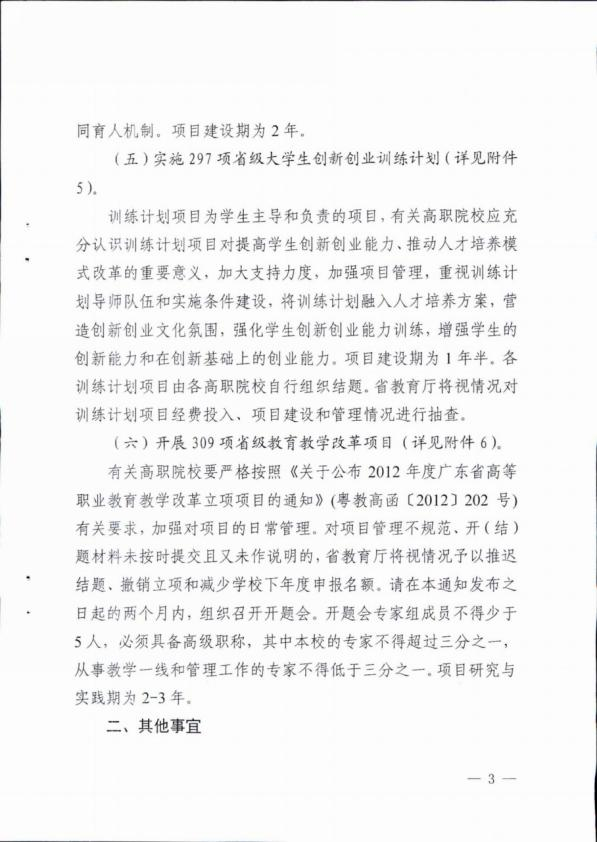 同育人机制。项目建设期为 2 年。
（五）实施 297 项省级大学生创新创业训练计划（详见附件
5）。
训练计划项目为学生主导和负责的项目，有关高职院校应充
分认识训练计划项目对提高学生创新创业能力、推动人才培养模
式改革的重要意义，加大支持力度，加强项目管理，重视训练计
划导师队伍和实施条件建设，将训练计划融入人才培养方案，营
造创新创业文化氛围，强化学生创新创业能力训练，增强学生的
创新能力和在创新基础上的创业能力。项目建设期为 1 年半。各
训练计划项目由各高职院校自行组织结题。省教育厅将视情况对
训练计划项目经费投入、项目建设和管理情况进行抽查。
（六）开展 309 项省级教育教学改革项目（详见附件 6）。
有关高职院校要严格按照《关于公布 2012 年度广东省高等
职业教育教学改革立项项目的通知》(粤教高函〔2012〕202 号)
有关要求，加强对项目的日常管理。对项目管理不规范、开（结）
题材料未按时提交且又未作说明的，省教育厅将视情况予以推迟
结题、撤销立项和减少学校下年度申报名额。请在本通知发布之
日起的两个月内，组织召开开题会。开题会专家组成员不得少于
5 人，必须具备高级职称，其中本校的专家不得超过三分之一，
从事教学一线和管理工作的专家不得低于三分之一。项目研究与
实践期为 2-3 年。
二、其他事宜
— 3 —